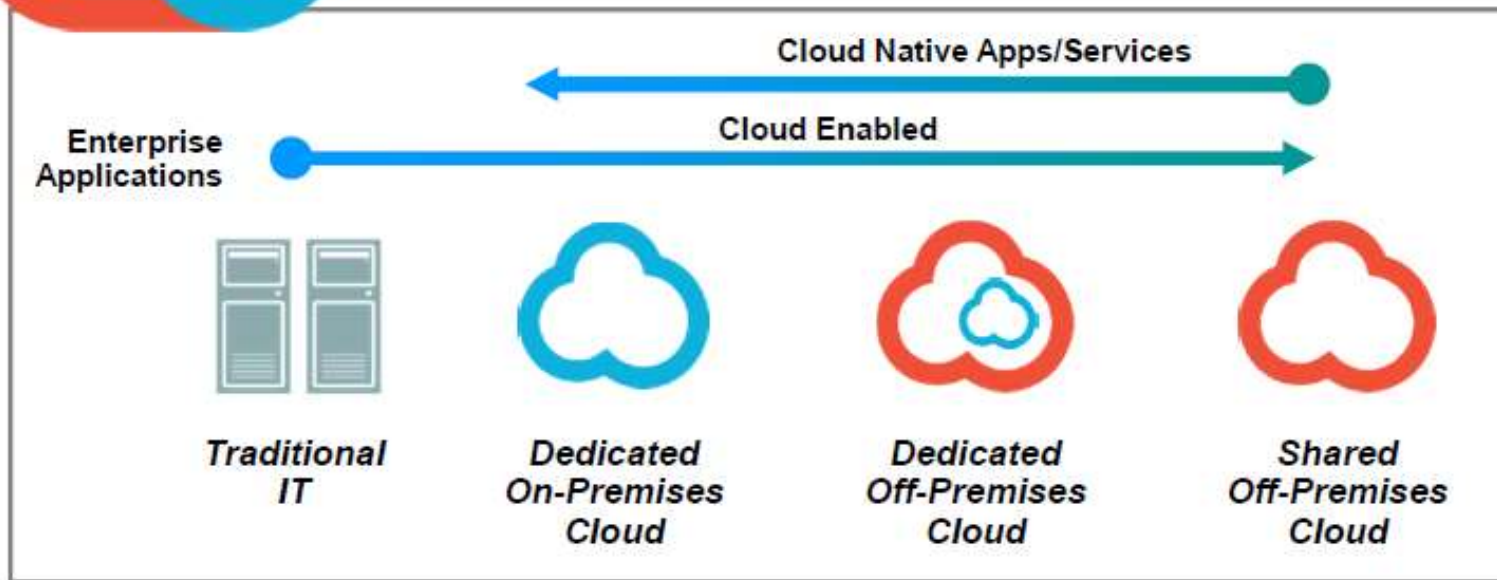 Cloud Native Apps/Services
Cloud Enabled
Enterprise
Applications
Traditional
IT
Dedicated
On-Premises
Cloud
Dedicated
Off-Premises
Cloud
Shared
Off-Premises
Cloud